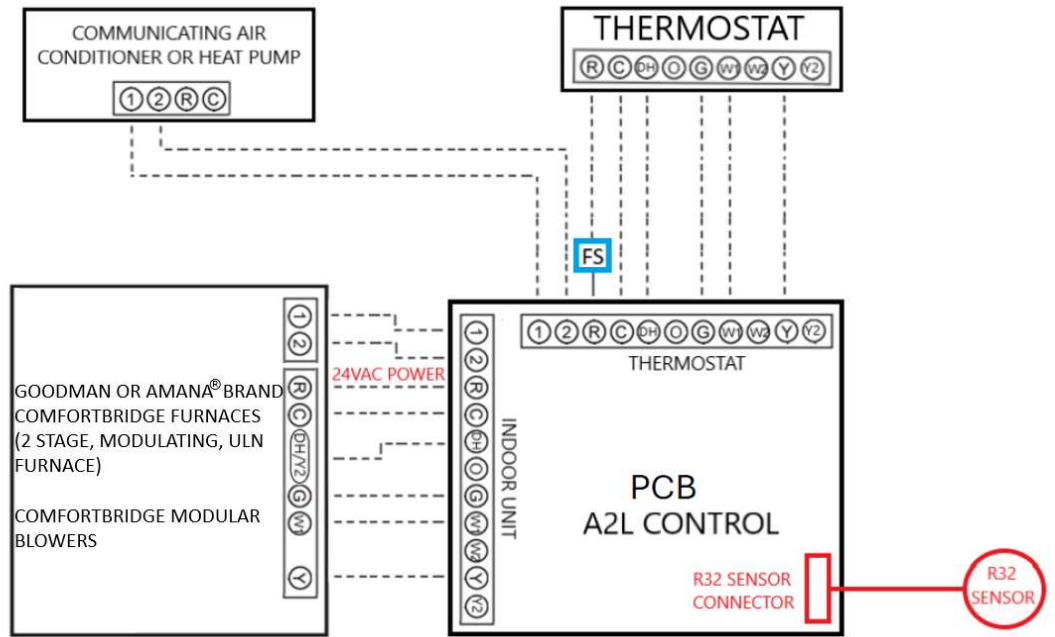 COMMUNICATING AIR
CONDITIONER OR HEAT PUMP
1 2 R C
THERMOSTAT
R C DH O G W1 W2 Y Y2
FS
1
2
R
C
DH/Y2
G
W1
Y
GOODMAN OR AMANA® BRAND
COMFORTBRIDGE FURNACES
(2 STAGE, MODULATING, ULN
FURNACE)
COMFORTBRIDGE MODULAR
BLOWERS
24VAC POWER
1
2
R
C
DH
O
G
W1
W2
Y
Y2
INDOOR UNIT
1 2 R C DH O G W1 W2 Y Y2
THERMOSTAT
PCB
A2L CONTROL
R32 SENSOR
CONNECTOR
R32
SENSOR